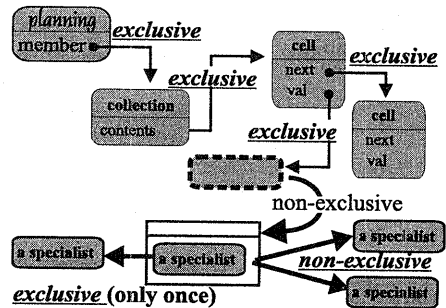 planning
member
exclusive
exclusive
collection
contents
cell
next
val
exclusive
exclusive
cell
next
val
non-exclusive
a specialist
a specialist
a specialist
non-exclusive
a specialist
exclusive (only once)